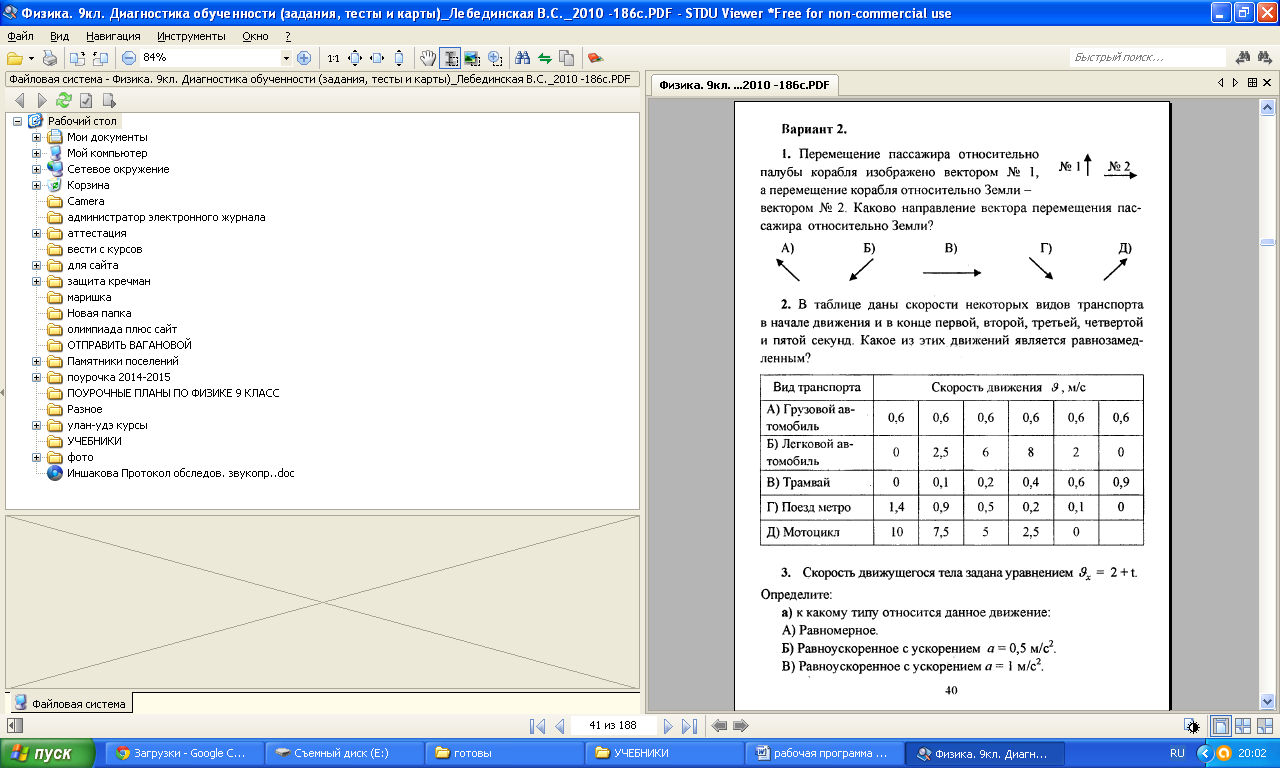 Физика. 9кл. Диагностика обученности (задания, тесты и карты)_Лебединская В.С._2010 -186с.PDF - STDU Viewer *Free for non-commercial use
Файл Вид Навигация Инструменты Окно ?
84%
1:1
Быстрый поиск...
Файловая система - Физика. 9кл. Диагностика обученности (задания, тесты и карты)_Лебединская В.С._2010 -186с.PDF
Рабочий стол
Мои документы
Мой компьютер
Сетевое окружение
Корзина
Camera
администратор электронного журнала
аттестация
вести с курсов
для сайта
защита кречман
маришка
Новая папка
олимпиада плюс сайт
ОТПРАВИТЬ ВАГАНОВОЙ
Памятники поселений
поурочка 2014-2015
ПОУРОЧНЫЕ ПЛАНЫ ПО ФИЗИКЕ 9 КЛАСС
Разное
улан-удэ курсы
УЧЕБНИКИ
фото
Иншакова Протокол обследов. звукопр..doc
Файловая система
Физика. 9кл. ...2010 -186с.PDF
Вариант 2.
1. Перемещение пассажира относительно
палубы корабля изображено вектором № 1,
а перемещение корабля относительно Земли –
вектором № 2. Каково направление вектора перемещения пас-
сажира относительно Земли?
№ 1 № 2
А) Б) В) Г) Д)
2. В таблице даны скорости некоторых видов транспорта
в начале движения и в конце первой, второй, третьей, четвертой
и пятой секунд. Какое из этих движений является равнозамед-
ленным?
Вид транспорта Скорость движения ϑ, м/с
А) Грузовой ав-
томобиль 0,6 0,6 0,6 0,6 0,6 0,6
Б) Легковой ав-
томобиль 0 2,5 6 8 2 0
В) Трамвай 0 0,1 0,2 0,4 0,6 0,9
Г) Поезд метро 1,4 0,9 0,5 0,2 0,1 0
Д) Мотоцикл 10 7,5 5 2,5 0
3. Скорость движущегося тела задана уравнением ϑₓ = 2 + t.
Определите:
а) к какому типу относится данное движение:
А) Равномерное.
Б) Равноускоренное с ускорением a = 0,5 м/с².
В) Равноускоренное с ускорением a = 1 м/с².
40
41 из 188
пуск
Загрузки - Google C...
Съемный диск (E:)
готовы
УЧЕБНИКИ
рабочая программа ...
Физика. 9кл. Диагн...
RU
20:02